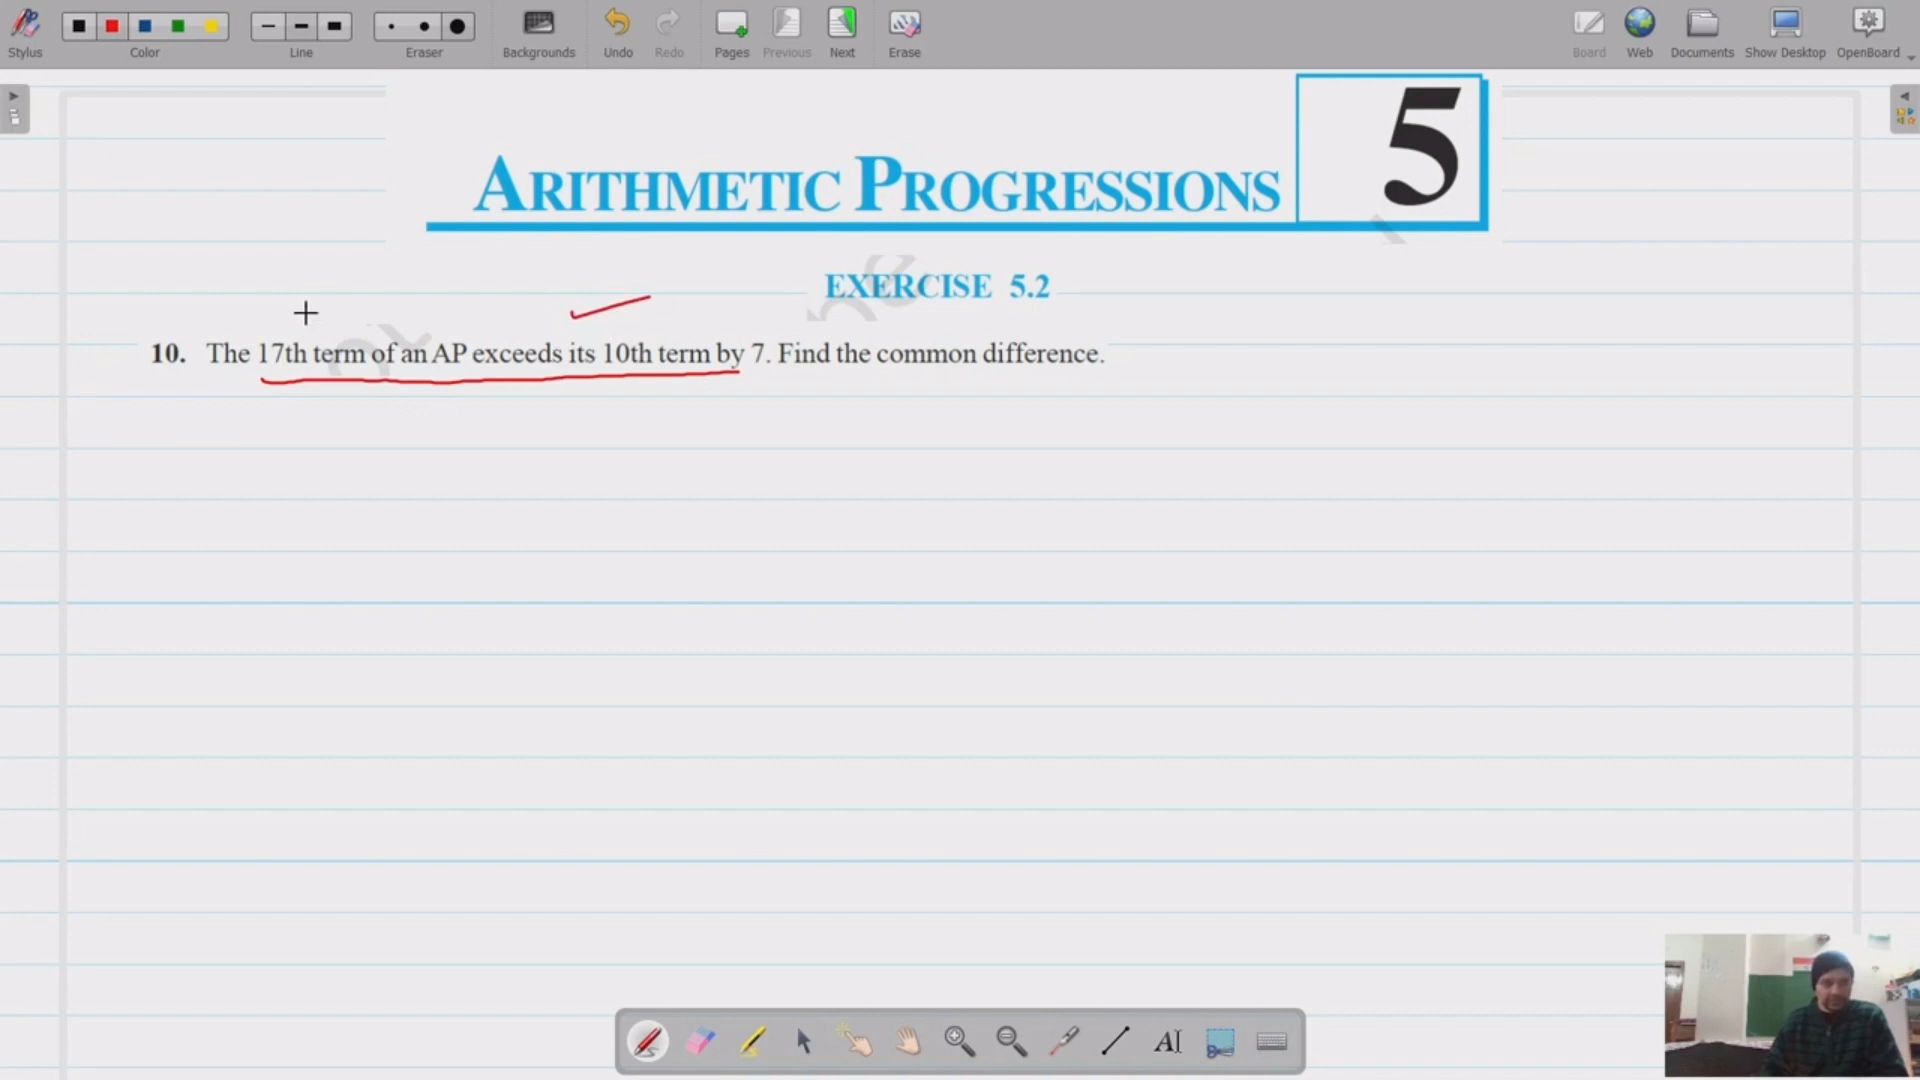 Stylus Color Line Eraser Backgrounds Undo Redo Pages Previous Next Erase Board Web Documents Show Desktop OpenBoard
5
ARITHMETIC PROGRESSIONS
EXERCISE 5.2
10. The 17th term of an AP exceeds its 10th term by 7. Find the common difference.